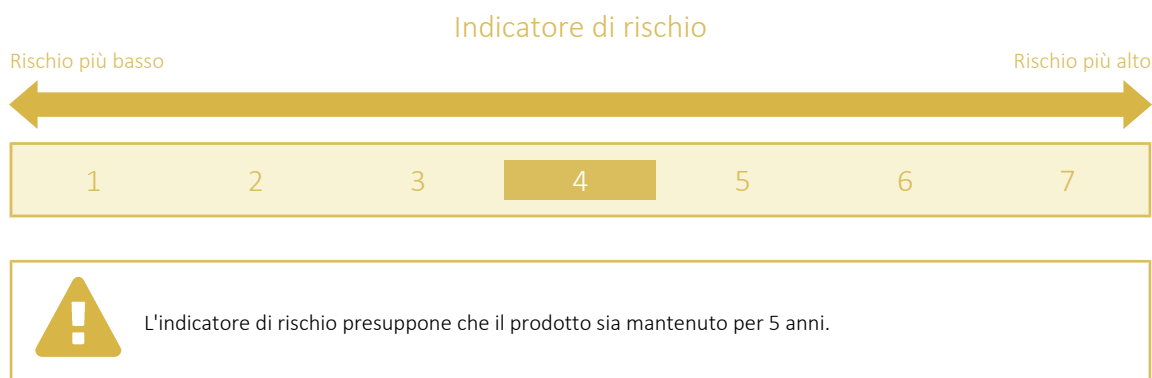 Indicatore di rischio
Rischio più basso Rischio più alto
1 2 3 4 5 6 7
L'indicatore di rischio presuppone che il prodotto sia mantenuto per 5 anni.